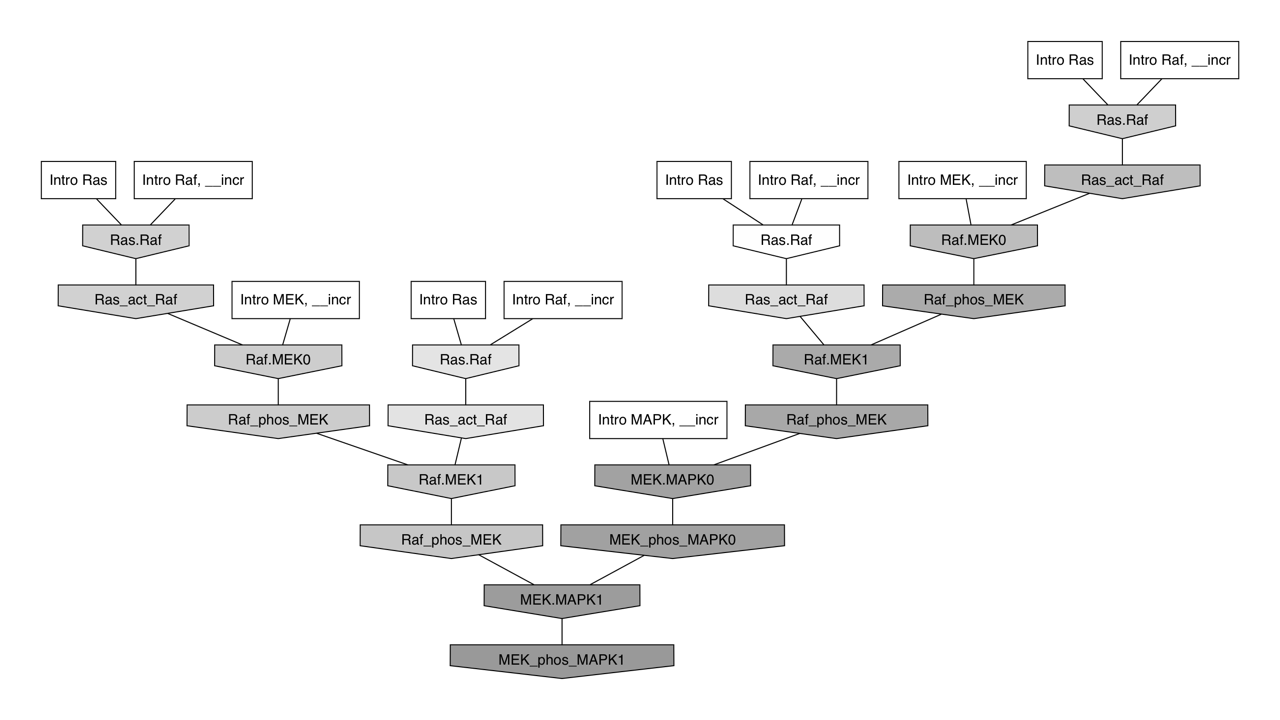 Intro Ras
Intro Raf, __incr
Ras.Raf
Intro Ras
Intro Raf, __incr
Intro Ras
Intro Raf, __incr
Intro MEK, __incr
Ras_act_Raf
Ras.Raf
Ras.Raf
Raf.MEK0
Ras_act_Raf
Intro MEK, __incr
Intro Ras
Intro Raf, __incr
Ras_act_Raf
Raf_phos_MEK
Raf.MEK0
Ras.Raf
Raf.MEK1
Raf_phos_MEK
Ras_act_Raf
Intro MAPK, __incr
Raf_phos_MEK
Raf.MEK1
MEK.MAPK0
Raf_phos_MEK
MEK_phos_MAPK0
MEK.MAPK1
MEK_phos_MAPK1